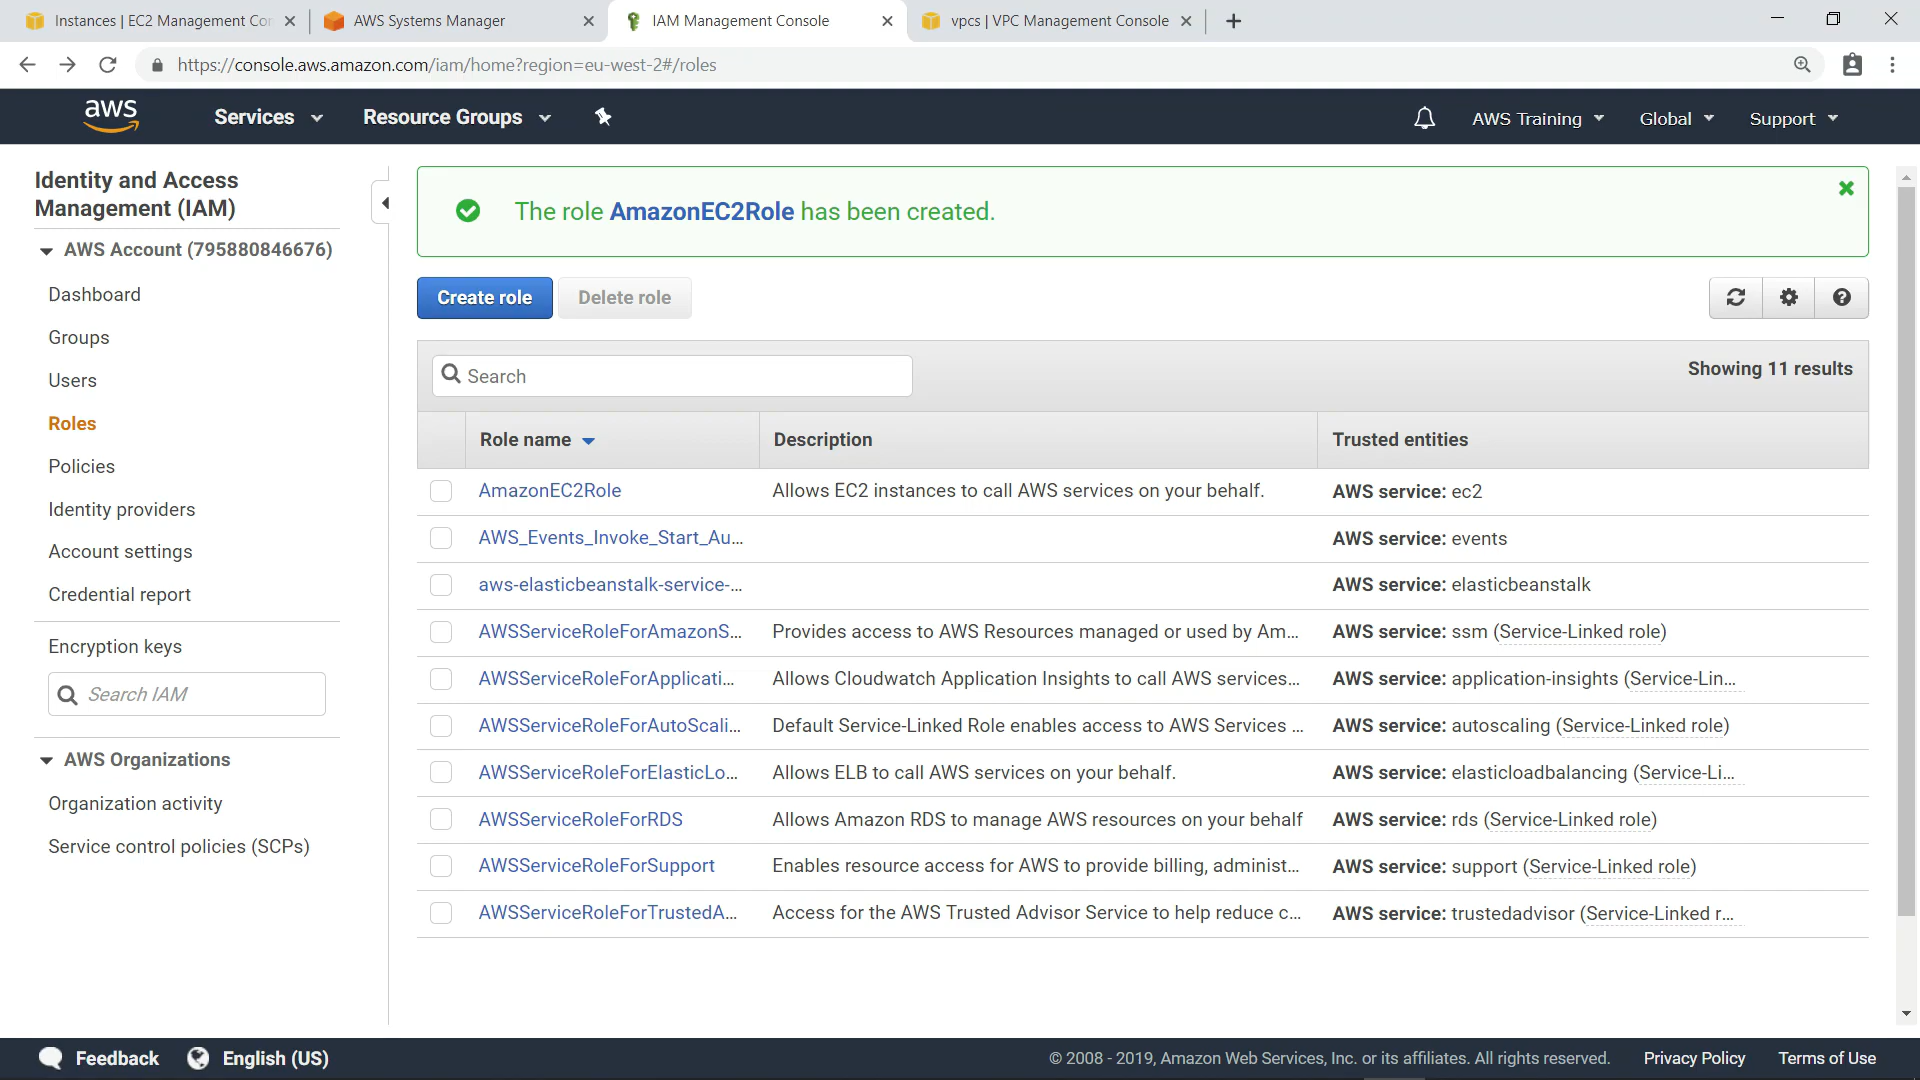 Instances | EC2 Management Con
AWS Systems Manager
IAM Management Console
vpcs | VPC Management Console
https://console.aws.amazon.com/iam/home?region=eu-west-2#/roles
aws
Services
Resource Groups
AWS Training
Global
Support
Identity and Access
Management (IAM)
AWS Account (795880846676)
Dashboard
Groups
Users
Roles
Policies
Identity providers
Account settings
Credential report
Encryption keys
Search IAM
AWS Organizations
Organization activity
Service control policies (SCPs)
The role AmazonEC2Role has been created.
Create role
Delete role
Search
Showing 11 results
Role name
Description
Trusted entities
AmazonEC2Role
Allows EC2 instances to call AWS services on your behalf.
AWS service: ec2
AWS_Events_Invoke_Start_Au...
AWS service: events
aws-elasticbeanstalk-service-...
AWS service: elasticbeanstalk
AWSServiceRoleForAmazonS...
Provides access to AWS Resources managed or used by Am...
AWS service: ssm (Service-Linked role)
AWSServiceRoleForApplicati...
Allows Cloudwatch Application Insights to call AWS services...
AWS service: application-insights (Service-Lin...
AWSServiceRoleForAutoScali...
Default Service-Linked Role enables access to AWS Services ...
AWS service: autoscaling (Service-Linked role)
AWSServiceRoleForElasticLo...
Allows ELB to call AWS services on your behalf.
AWS service: elasticloadbalancing (Service-Li...
AWSServiceRoleForRDS
Allows Amazon RDS to manage AWS resources on your behalf
AWS service: rds (Service-Linked role)
AWSServiceRoleForSupport
Enables resource access for AWS to provide billing, administ...
AWS service: support (Service-Linked role)
AWSServiceRoleForTrustedA...
Access for the AWS Trusted Advisor Service to help reduce c...
AWS service: trustedadvisor (Service-Linked r...
Feedback
English (US)
© 2008 - 2019, Amazon Web Services, Inc. or its affiliates. All rights reserved.
Privacy Policy
Terms of Use